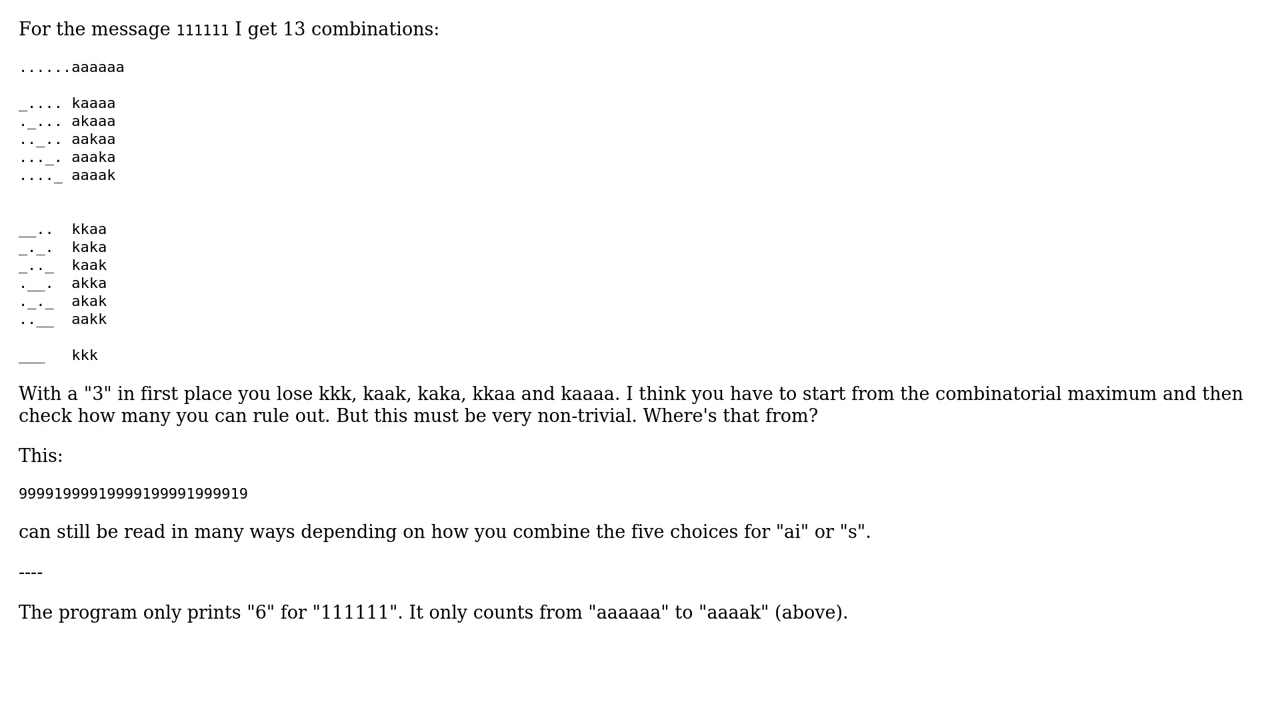 For the message 111111 I get 13 combinations:
......aaaaaa
_.... kaaaa
._... akaaa
.._.. aakaa
..._. aaaka
...._ aaaak
__..  kkaa
_._.  kaka
_.._  kaak
.__.  akka
._._  akak
..__  aakk
___   kkk
With a "3" in first place you lose kkk, kaak, kaka, kkaa and kaaaa. I think you have to start from the combinatorial maximum and then
check how many you can rule out. But this must be very non-trivial. Where's that from?
This:
99991999919999199991999919
can still be read in many ways depending on how you combine the five choices for "ai" or "s".
----
The program only prints "6" for "111111". It only counts from "aaaaaa" to "aaaak" (above).